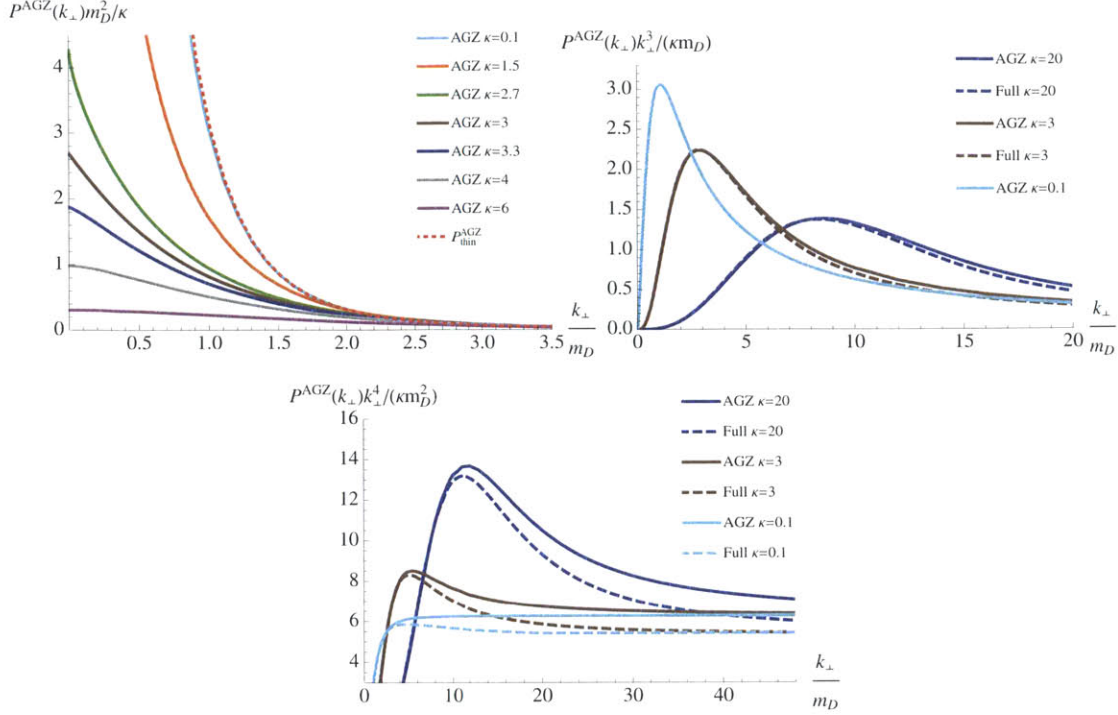 P^AGZ(k_⊥)m_D^2/κ
4
3
2
1
0
0.5
1.0
1.5
2.0
2.5
3.0
3.5
k_⊥
m_D
AGZ κ=0.1
AGZ κ=1.5
AGZ κ=2.7
AGZ κ=3
AGZ κ=3.3
AGZ κ=4
AGZ κ=6
P_thin^AGZ
P^AGZ(k_⊥)k_⊥^3/(κm_D)
3.0
2.5
2.0
1.5
1.0
0.5
0.0
0
5
10
15
20
k_⊥
m_D
AGZ κ=20
Full κ=20
AGZ κ=3
Full κ=3
AGZ κ=0.1
P^AGZ(k_⊥)k_⊥^4/(κm_D^2)
16
14
12
10
8
6
4
0
10
20
30
40
k_⊥
m_D
AGZ κ=20
Full κ=20
AGZ κ=3
Full κ=3
AGZ κ=0.1
Full κ=0.1